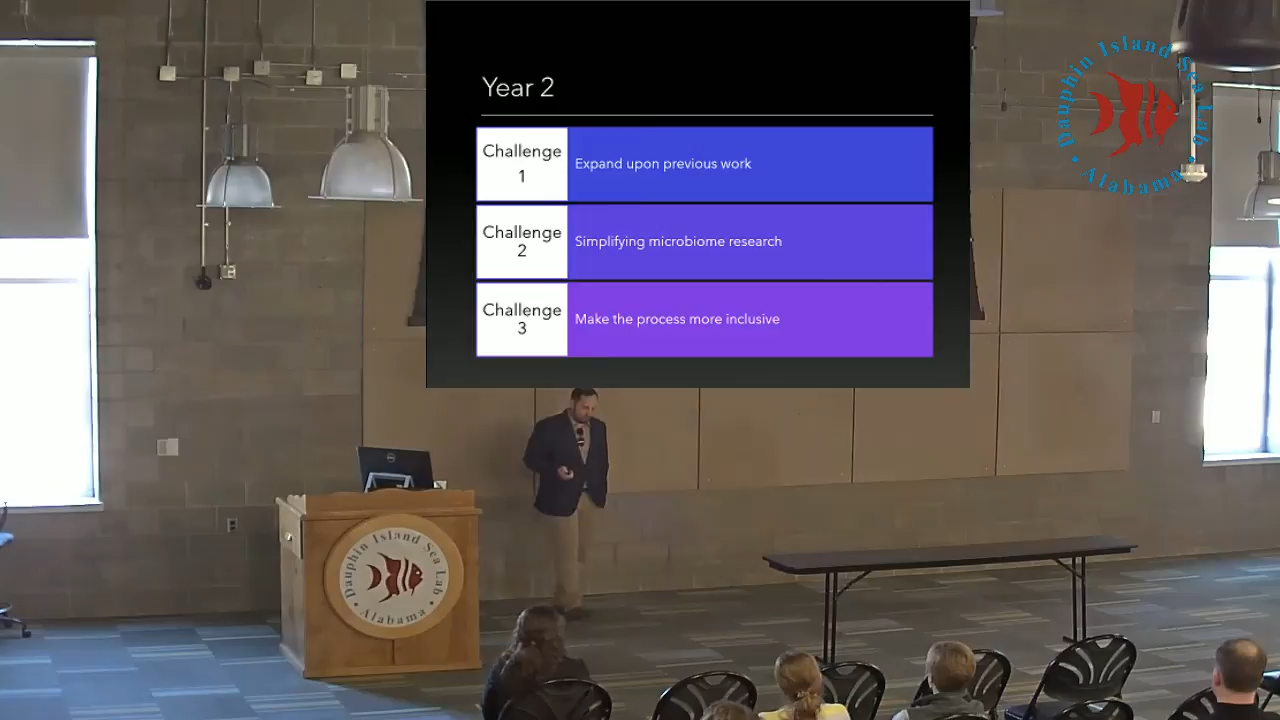 Year 2
Challenge
1
Expand upon previous work
Challenge
2
Simplifying microbiome research
Challenge
3
Make the process more inclusive
Dauphin Island Sea Lab
• Alabama •
Dauphin Island Sea Lab
• Alabama •